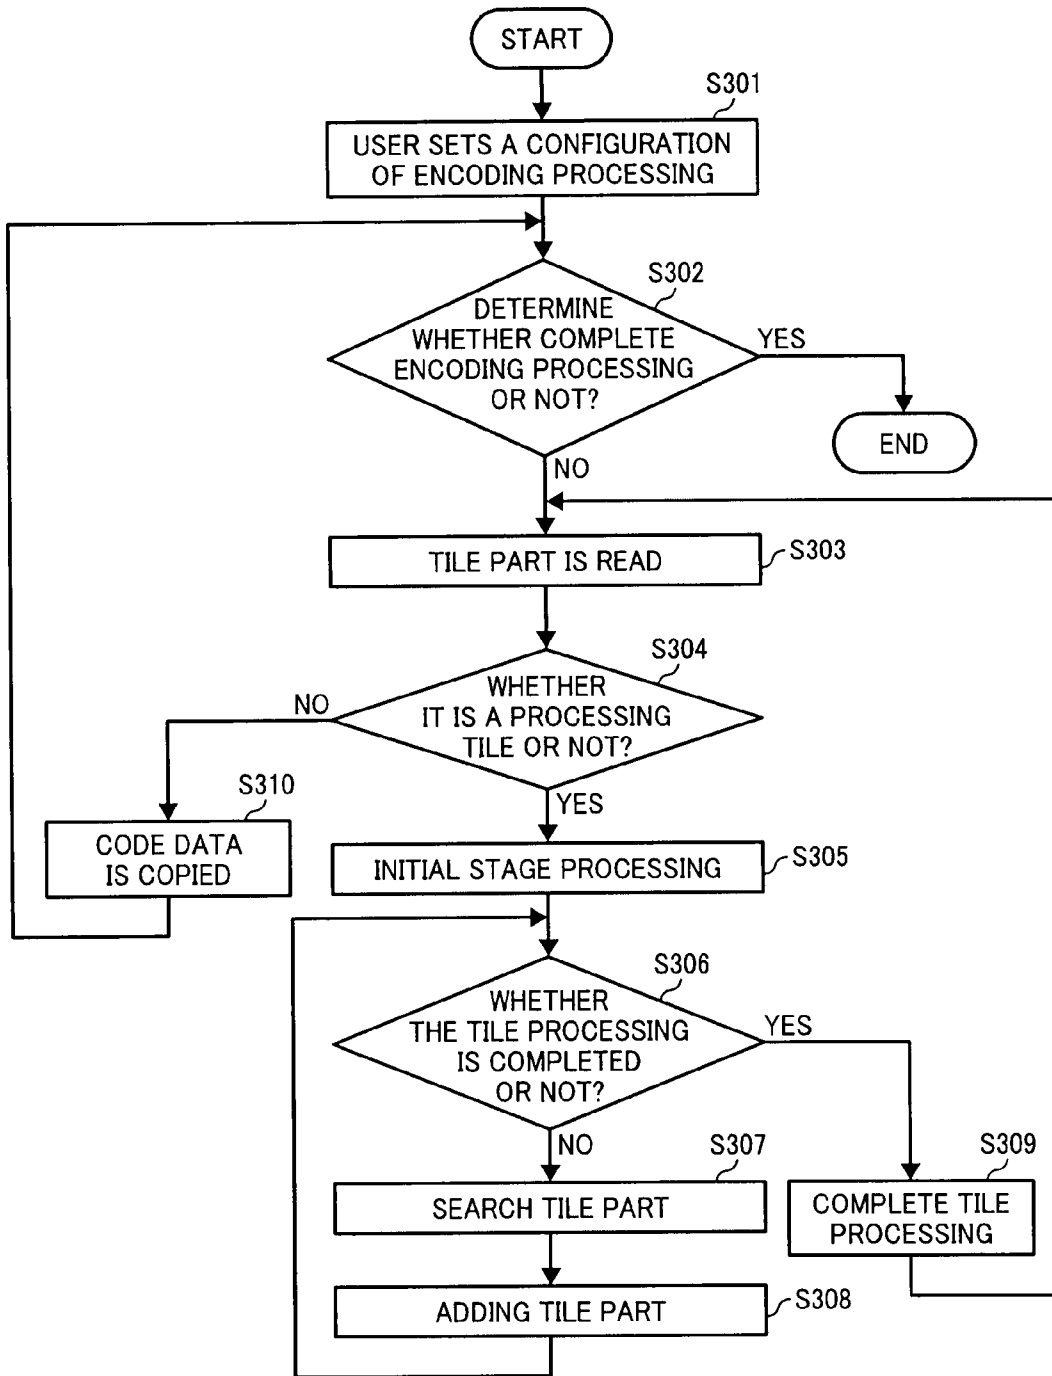 START
S301
USER SETS A CONFIGURATION
OF ENCODING PROCESSING
S302
DETERMINE
WHETHER COMPLETE
ENCODING PROCESSING
OR NOT?
YES
END
NO
TILE PART IS READ
S303
S304
WHETHER
IT IS A PROCESSING
TILE OR NOT?
NO
YES
S310
CODE DATA
IS COPIED
INITIAL STAGE PROCESSING
S305
S306
WHETHER
THE TILE PROCESSING
IS COMPLETED
OR NOT?
YES
NO
S307
SEARCH TILE PART
S309
COMPLETE TILE
PROCESSING
ADDING TILE PART
S308